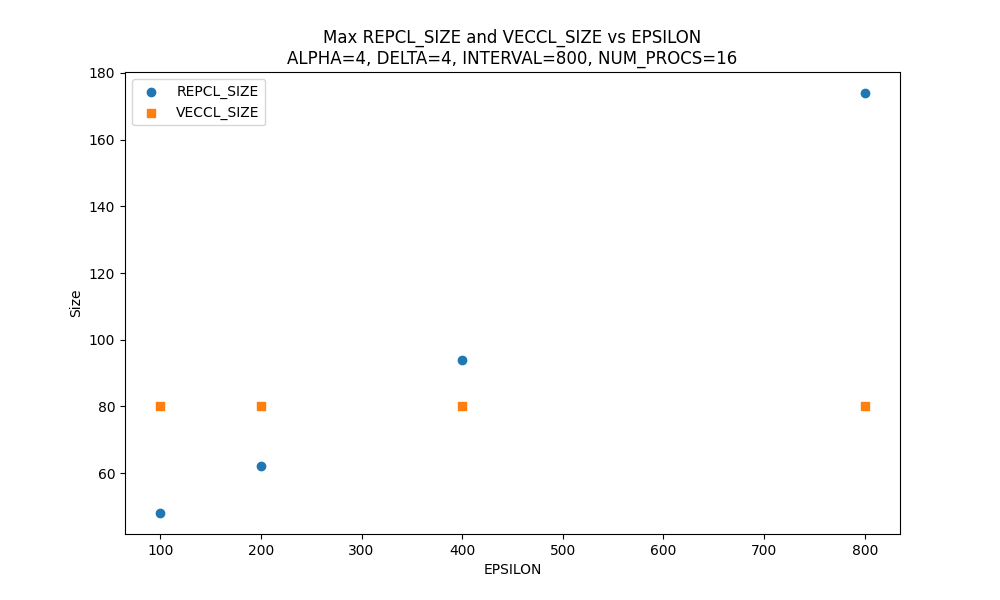 Max REPCL_SIZE and VECCL_SIZE vs EPSILON
ALPHA=4, DELTA=4, INTERVAL=800, NUM_PROCS=16
REPCL_SIZE
VECCL_SIZE
Size
180
160
140
120
100
80
60
100 200 300 400 500 600 700 800
EPSILON